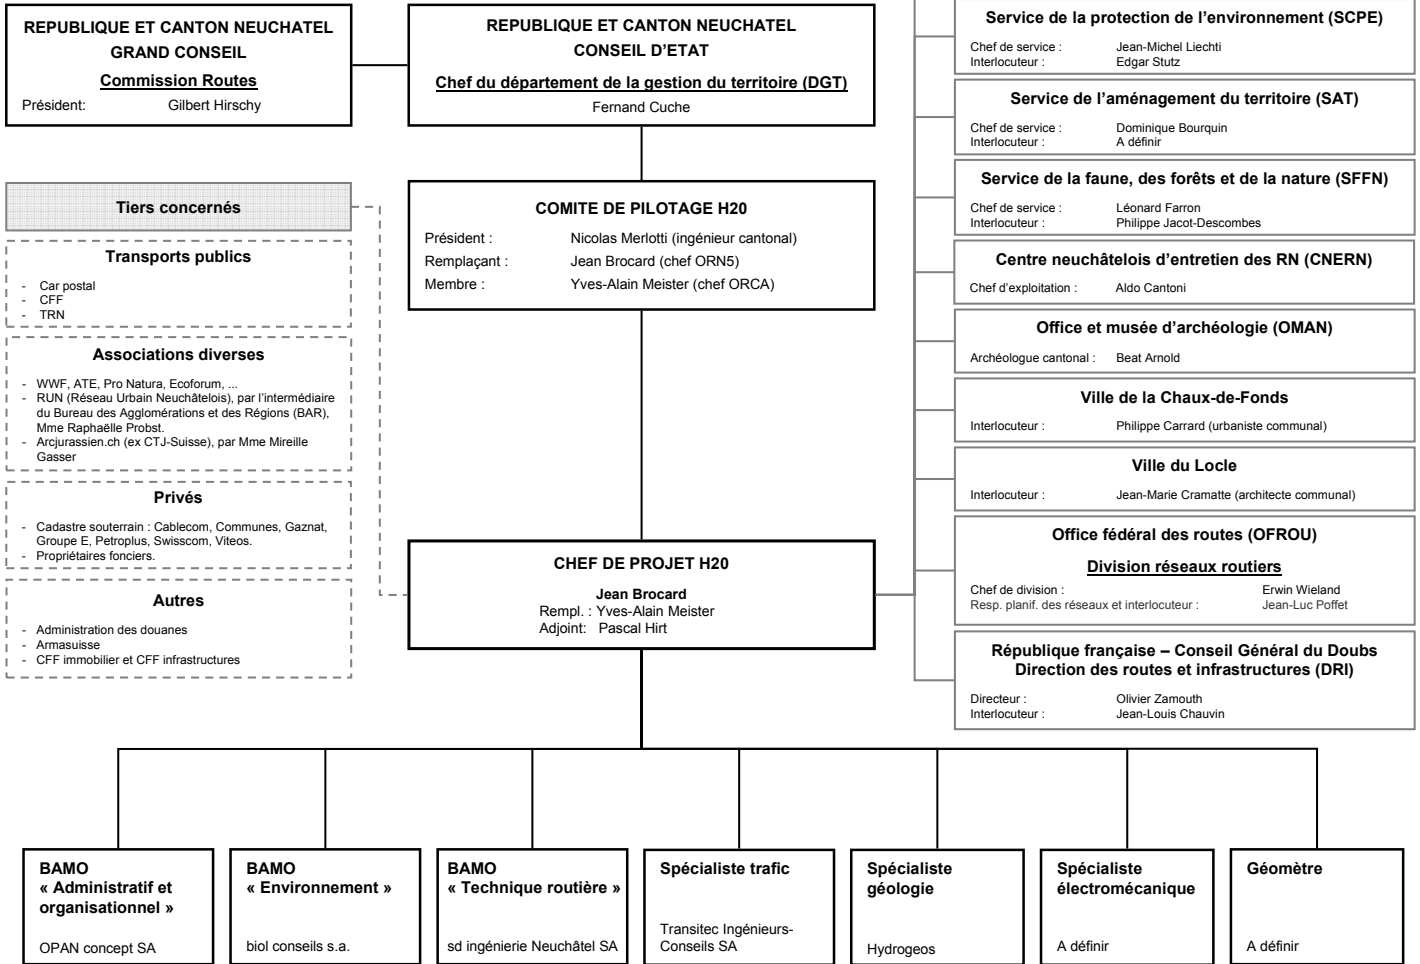 REPUBLIQUE ET CANTON NEUCHATEL
GRAND CONSEIL
Commission Routes
Président: Gilbert Hirschy
REPUBLIQUE ET CANTON NEUCHATEL
CONSEIL D'ETAT
Chef du département de la gestion du territoire (DGT)
Fernand Cuche
Tiers concernés
Transports publics
- Car postal
- CFF
- TRN
Associations diverses
- WWF, ATE, Pro Natura, Ecoforum, ...
- RUN (Réseau Urbain Neuchâtelois), par l'intermédiaire
du Bureau des Agglomérations et des Régions (BAR),
Mme Raphaëlle Probst.
- Arcjurassien.ch (ex CTJ-Suisse), par Mme Mireille
Gasser
Privés
- Cadastre souterrain : Cablecom, Communes, Gaznat,
Groupe E, Petroplus, Swisscom, Viteos.
- Propriétaires fonciers.
Autres
- Administration des douanes
- Armasuisse
- CFF immobilier et CFF infrastructures
COMITE DE PILOTAGE H20
Président : Nicolas Merlotti (ingénieur cantonal)
Remplaçant : Jean Brocard (chef ORN5)
Membre : Yves-Alain Meister (chef ORCA)
CHEF DE PROJET H20
Jean Brocard
Rempl. : Yves-Alain Meister
Adjoint: Pascal Hirt
Service de la protection de l'environnement (SCPE)
Chef de service : Jean-Michel Liechti
Interlocuteur : Edgar Stutz
Service de l'aménagement du territoire (SAT)
Chef de service : Dominique Bourquin
Interlocuteur : A définir
Service de la faune, des forêts et de la nature (SFFN)
Chef de service : Léonard Farron
Interlocuteur : Philippe Jacot-Descombes
Centre neuchâtelois d'entretien des RN (CNERN)
Chef d'exploitation : Aldo Cantoni
Office et musée d'archéologie (OMAN)
Archéologue cantonal : Beat Arnold
Ville de la Chaux-de-Fonds
Interlocuteur : Philippe Carrard (urbaniste communal)
Ville du Locle
Interlocuteur : Jean-Marie Cramatte (architecte communal)
Office fédéral des routes (OFROU)
Division réseaux routiers
Chef de division : Erwin Wieland
Resp. planif. des réseaux et interlocuteur : Jean-Luc Poffet
République française – Conseil Général du Doubs
Direction des routes et infrastructures (DRI)
Directeur : Olivier Zamouth
Interlocuteur : Jean-Louis Chauvin
BAMO
« Administratif et
organisationnel »
OPAN concept SA
BAMO
« Environnement »
biol conseils s.a.
BAMO
« Technique routière »
sd ingénierie Neuchâtel SA
Spécialiste trafic
Transitec Ingénieurs-
Conseils SA
Spécialiste
géologie
Hydrogeos
Spécialiste
électromécanique
A définir
Géomètre
A définir